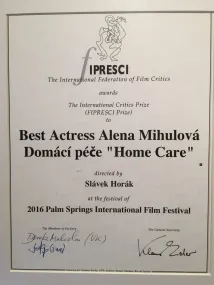 fIPRESCI
The International Federation of Film Critics
awards
The International Critics Prize
(FIPRESCI Prize)
to
Best Actress Alena Mihulová
Domácí péče "Home Care"
directed by
Slávek Horák
at the festival of
2016 Palm Springs International Film Festival
The Members of the Jury
The General Secretary
(UK)